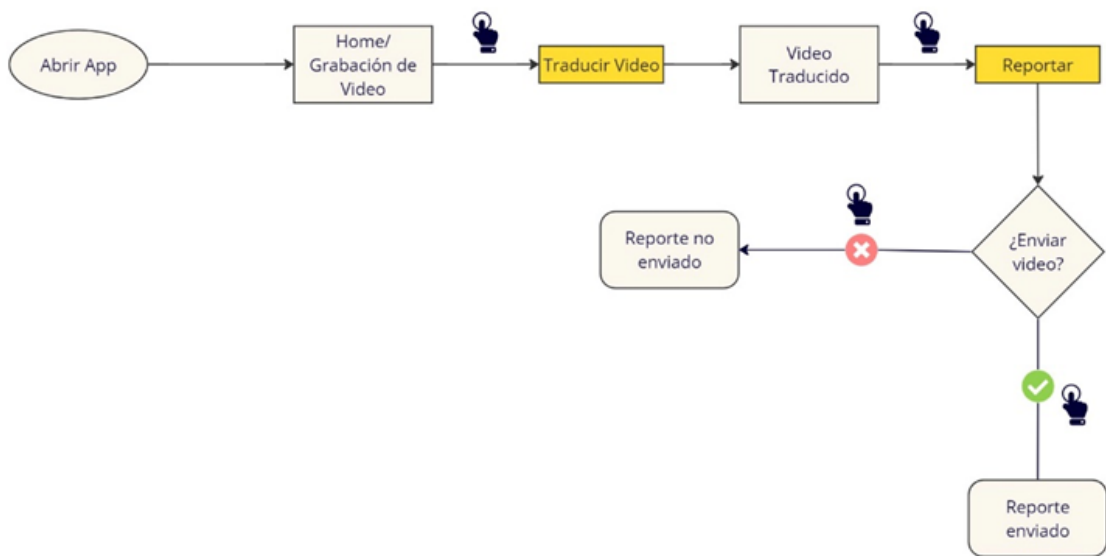 Abrir App
Home/
Grabación de
Video
Traducir Video
Video
Traducido
Reportar
¿Enviar
video?
Reporte no
enviado
Reporte
enviado